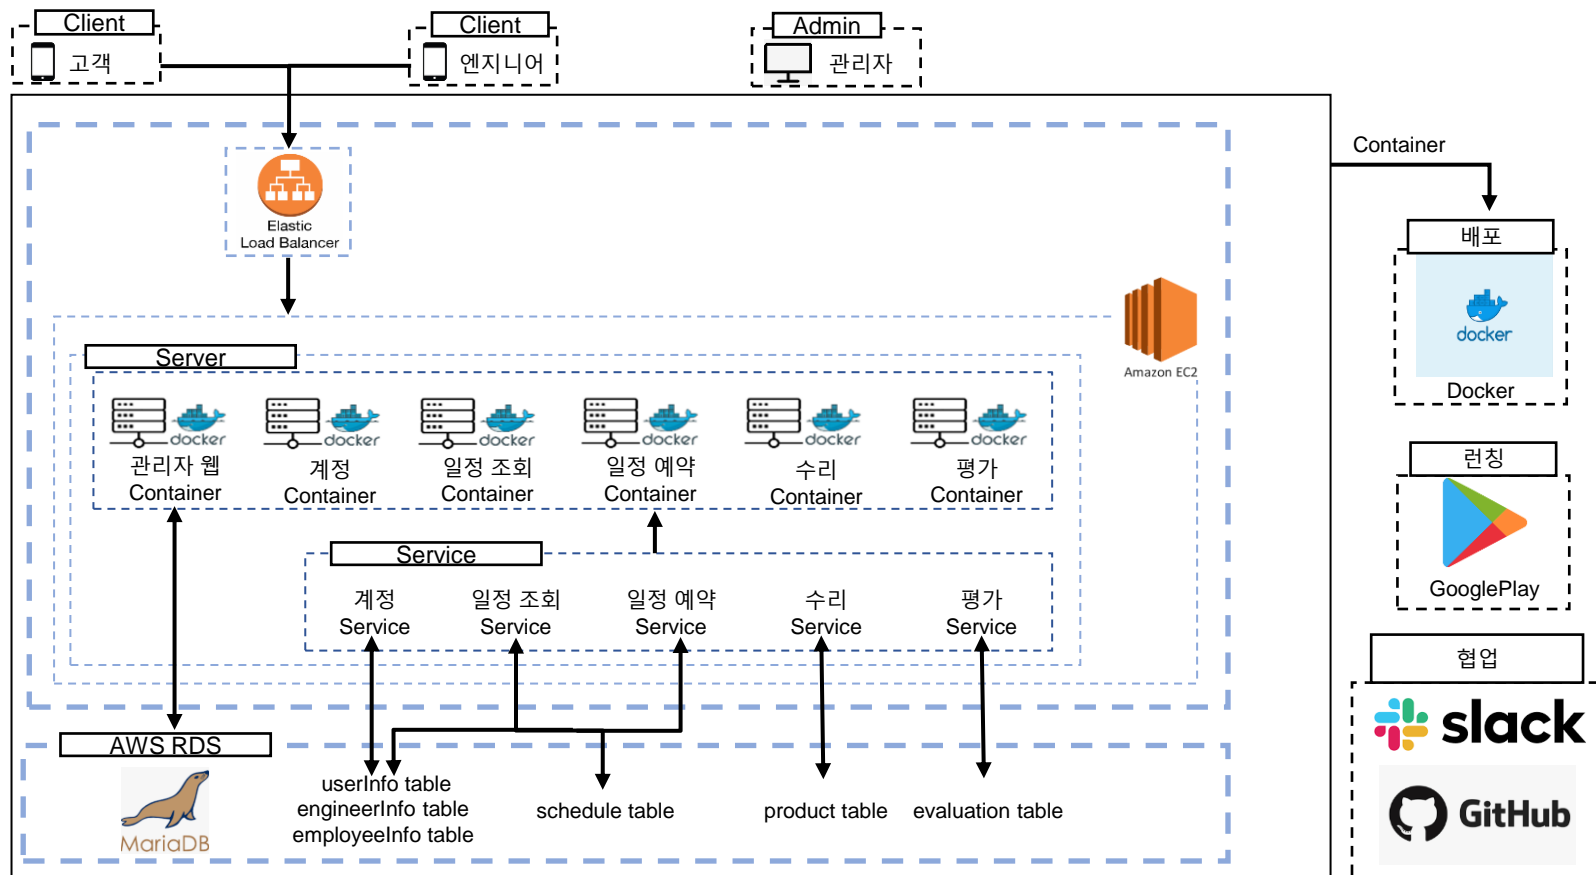 Client
고객
Client
엔지니어
Admin
관리자
Container
Elastic
Load Balancer
배포
docker
Docker
Amazon EC2
Server
docker
관리자 웹
Container
docker
계정
Container
docker
일정 조회
Container
docker
일정 예약
Container
docker
수리
Container
docker
평가
Container
런칭
GooglePlay
Service
계정
Service
일정 조회
Service
일정 예약
Service
수리
Service
평가
Service
협업
slack
GitHub
AWS RDS
MariaDB
userInfo table
engineerInfo table
employeeInfo table
schedule table
product table
evaluation table